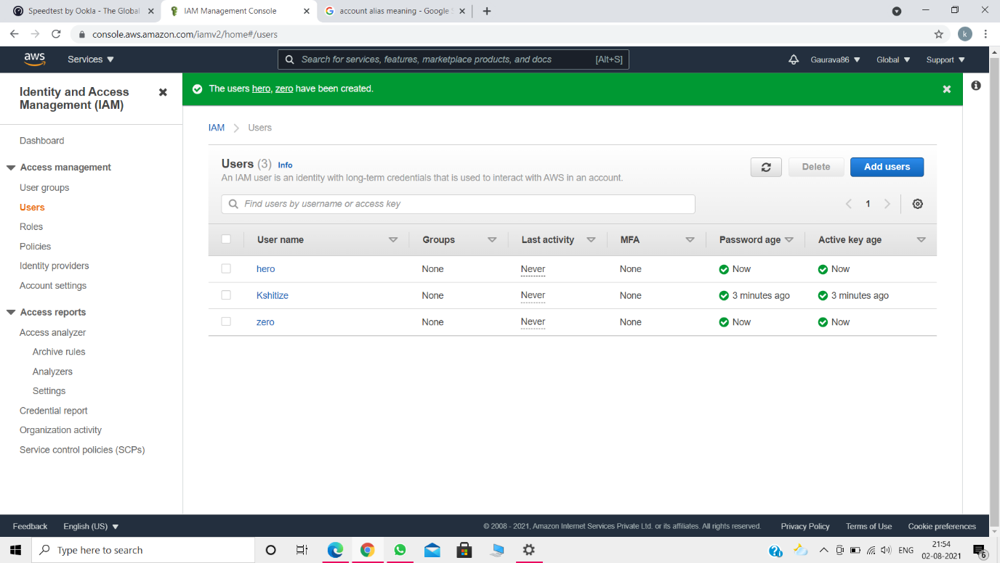 Speedtest by Ookla - The Global
IAM Management Console
account alias meaning - Google S
console.aws.amazon.com/iamv2/home#/users
k
aws
Services
Search for services, features, marketplace products, and docs
[Alt+S]
Gaurava86
Global
Support
Identity and Access
Management (IAM)
Dashboard
Access management
User groups
Users
Roles
Policies
Identity providers
Account settings
Access reports
Access analyzer
Archive rules
Analyzers
Settings
Credential report
Organization activity
Service control policies (SCPs)
The users hero, zero have been created.
IAM > Users
Users (3) Info
An IAM user is an identity with long-term credentials that is used to interact with AWS in an account.
Delete
Add users
Find users by username or access key
1
User name Groups Last activity MFA Password age Active key age
hero None Never None Now Now
Kshitize None Never None 3 minutes ago 3 minutes ago
zero None Never None Now Now
Feedback English (US) © 2008 - 2021, Amazon Internet Services Private Ltd. or its affiliates. All rights reserved. Privacy Policy Terms of Use Cookie preferences
Type here to search
ENG
21:54
02-08-2021
6